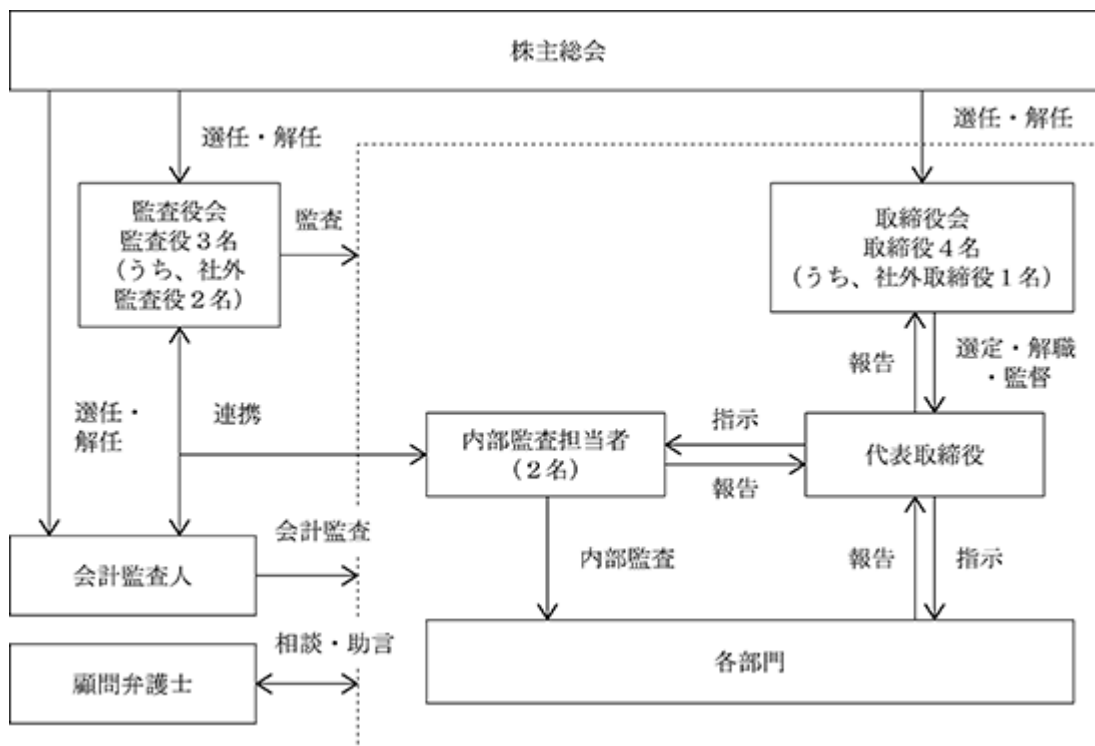 株主総会
選任・解任
選任・解任
監査役会
監査役3名
（うち、社外
監査役2名）
監査
取締役会
取締役4名
（うち、社外取締役1名）
報告
選定・解職
・監督
選任・
解任
連携
内部監査担当者
（2名）
指示
報告
代表取締役
会計監査
会計監査人
内部監査
報告
指示
相談・助言
顧問弁護士
各部門